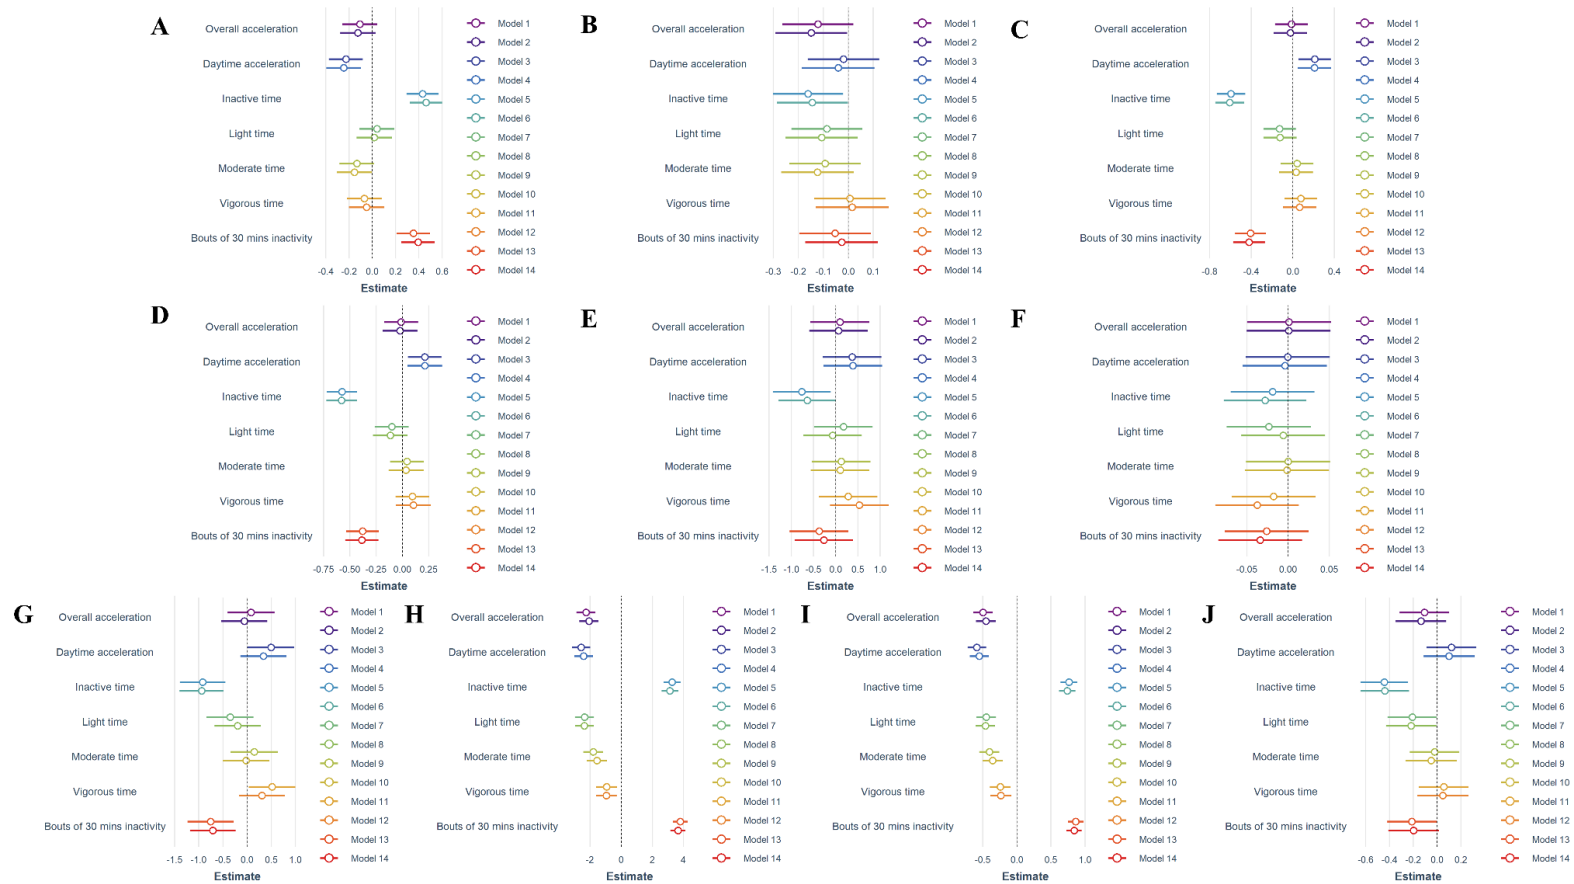 A
Overall acceleration
Daytime acceleration
Inactive time
Light time
Moderate time
Vigorous time
Bouts of 30 mins inactivity
-0.4 -0.2 0.0 0.2 0.4 0.6
Estimate
Model 1
Model 2
Model 3
Model 4
Model 5
Model 6
Model 7
Model 8
Model 9
Model 10
Model 11
Model 12
Model 13
Model 14
B
Overall acceleration
Daytime acceleration
Inactive time
Light time
Moderate time
Vigorous time
Bouts of 30 mins inactivity
-0.3 -0.2 -0.1 0.0 0.1
Estimate
Model 1
Model 2
Model 3
Model 4
Model 5
Model 6
Model 7
Model 8
Model 9
Model 10
Model 11
Model 12
Model 13
Model 14
C
Overall acceleration
Daytime acceleration
Inactive time
Light time
Moderate time
Vigorous time
Bouts of 30 mins inactivity
-0.8 -0.4 0.0 0.4
Estimate
Model 1
Model 2
Model 3
Model 4
Model 5
Model 6
Model 7
Model 8
Model 9
Model 10
Model 11
Model 12
Model 13
Model 14
D
Overall acceleration
Daytime acceleration
Inactive time
Light time
Moderate time
Vigorous time
Bouts of 30 mins inactivity
-0.75 -0.50 -0.25 0.00 0.25
Estimate
Model 1
Model 2
Model 3
Model 4
Model 5
Model 6
Model 7
Model 8
Model 9
Model 10
Model 11
Model 12
Model 13
Model 14
E
Overall acceleration
Daytime acceleration
Inactive time
Light time
Moderate time
Vigorous time
Bouts of 30 mins inactivity
-1.5 -1.0 -0.5 0.0 0.5 1.0
Estimate
Model 1
Model 2
Model 3
Model 4
Model 5
Model 6
Model 7
Model 8
Model 9
Model 10
Model 11
Model 12
Model 13
Model 14
F
Overall acceleration
Daytime acceleration
Inactive time
Light time
Moderate time
Vigorous time
Bouts of 30 mins inactivity
-0.05 0.00 0.05
Estimate
Model 1
Model 2
Model 3
Model 4
Model 5
Model 6
Model 7
Model 8
Model 9
Model 10
Model 11
Model 12
Model 13
Model 14
G
Overall acceleration
Daytime acceleration
Inactive time
Light time
Moderate time
Vigorous time
Bouts of 30 mins inactivity
-1.5 -1.0 -0.5 0.0 0.5 1.0
Estimate
Model 1
Model 2
Model 3
Model 4
Model 5
Model 6
Model 7
Model 8
Model 9
Model 10
Model 11
Model 12
Model 13
Model 14
H
Overall acceleration
Daytime acceleration
Inactive time
Light time
Moderate time
Vigorous time
Bouts of 30 mins inactivity
-2 0 2 4
Estimate
Model 1
Model 2
Model 3
Model 4
Model 5
Model 6
Model 7
Model 8
Model 9
Model 10
Model 11
Model 12
Model 13
Model 14
I
Overall acceleration
Daytime acceleration
Inactive time
Light time
Moderate time
Vigorous time
Bouts of 30 mins inactivity
-0.5 0.0 0.5 1.0
Estimate
Model 1
Model 2
Model 3
Model 4
Model 5
Model 6
Model 7
Model 8
Model 9
Model 10
Model 11
Model 12
Model 13
Model 14
J
Overall acceleration
Daytime acceleration
Inactive time
Light time
Moderate time
Vigorous time
Bouts of 30 mins inactivity
-0.6 -0.4 -0.2 0.0 0.2
Estimate
Model 1
Model 2
Model 3
Model 4
Model 5
Model 6
Model 7
Model 8
Model 9
Model 10
Model 11
Model 12
Model 13
Model 14